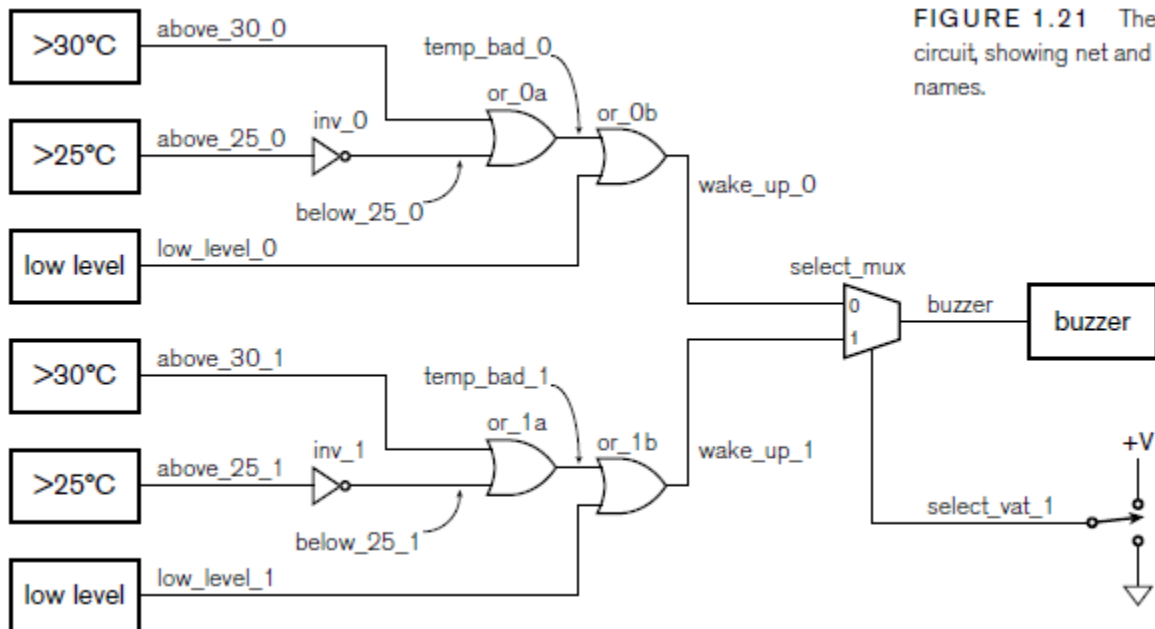 FIGURE 1.21 The
circuit, showing net and
names.
>30°C
above_30_0
temp_bad_0
or_0a
or_0b
>25°C
above_25_0
inv_0
below_25_0
wake_up_0
low level
low_level_0
select_mux
0
1
buzzer
buzzer
>30°C
above_30_1
temp_bad_1
or_1a
or_1b
>25°C
above_25_1
inv_1
below_25_1
wake_up_1
+V
select_vat_1
low level
low_level_1